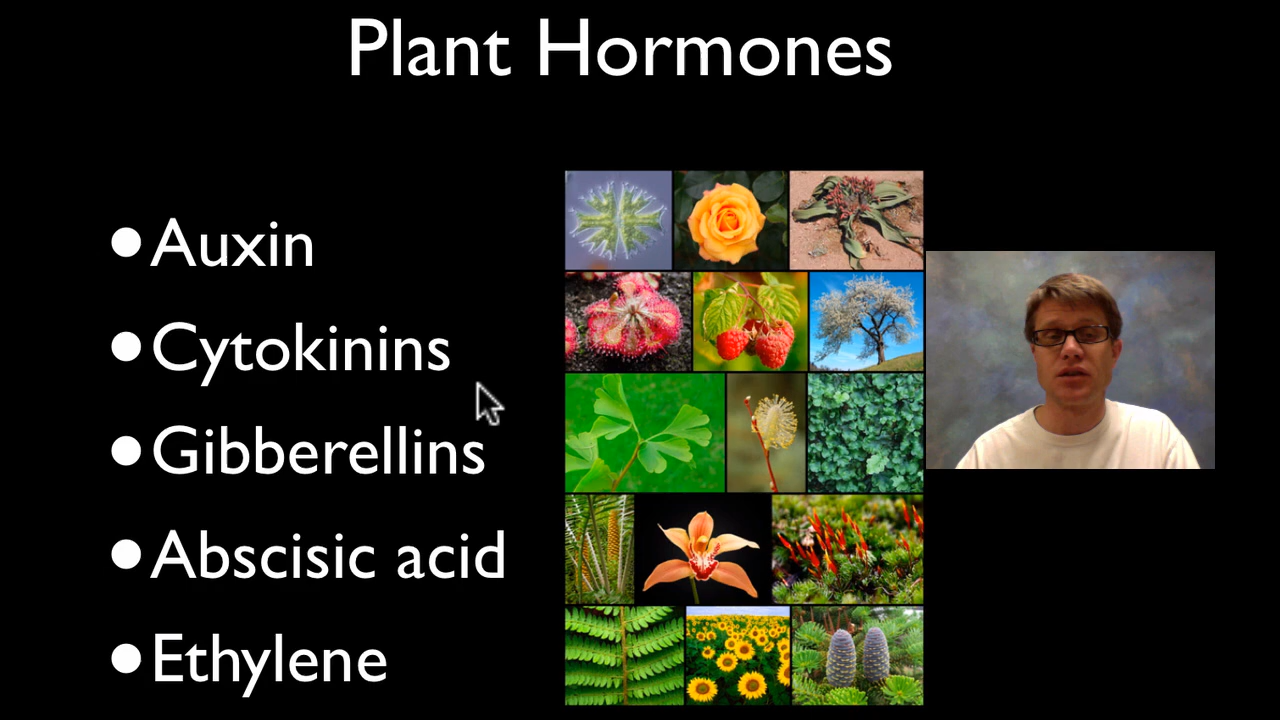 Plant Hormones
•Auxin
•Cytokinins
•Gibberellins
•Abscisic acid
•Ethylene